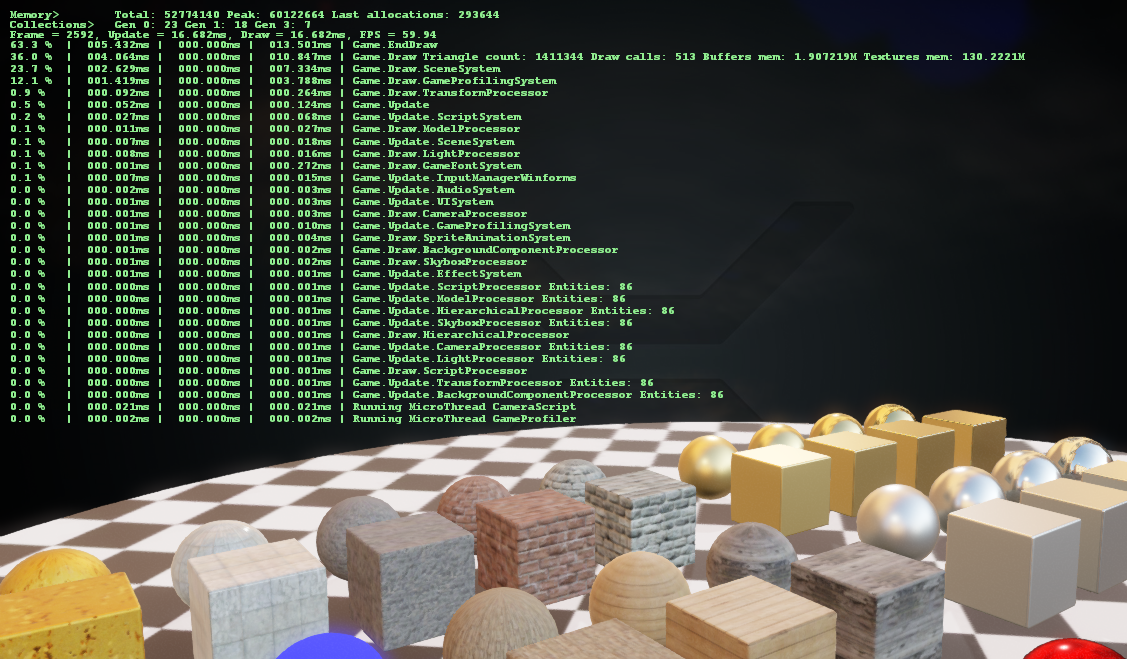 Memory> Total: 52774140 Peak: 60122664 Last allocations: 293644
Collections> Gen 0: 23 Gen 1: 18 Gen 3: 7
Frame = 2592, Update = 16.682ms, Draw = 16.682ms, FPS = 59.94
63.3 % | 005.432ms | 000.000ms | 013.501ms | Game.EndDraw
36.0 % | 004.064ms | 000.000ms | 010.847ms | Game.Draw Triangle count: 1411344 Draw calls: 513 Buffers mem: 1.907219M Textures mem: 130.2221M
23.7 % | 002.629ms | 000.000ms | 007.334ms | Game.Draw.SceneSystem
12.1 % | 001.419ms | 000.000ms | 003.788ms | Game.Draw.GameProfilingSystem
0.9 % | 000.092ms | 000.000ms | 000.264ms | Game.Draw.TransformProcessor
0.5 % | 000.052ms | 000.000ms | 000.124ms | Game.Update
0.2 % | 000.027ms | 000.000ms | 000.068ms | Game.Update.ScriptSystem
0.1 % | 000.011ms | 000.000ms | 000.027ms | Game.Draw.ModelProcessor
0.1 % | 000.007ms | 000.000ms | 000.018ms | Game.Update.SceneSystem
0.1 % | 000.008ms | 000.000ms | 000.016ms | Game.Draw.LightProcessor
0.1 % | 000.001ms | 000.000ms | 000.272ms | Game.Draw.GameFontSystem
0.1 % | 000.007ms | 000.000ms | 000.015ms | Game.Update.InputManagerWinforms
0.0 % | 000.002ms | 000.000ms | 000.003ms | Game.Update.AudioSystem
0.0 % | 000.001ms | 000.000ms | 000.003ms | Game.Update.UISystem
0.0 % | 000.001ms | 000.000ms | 000.003ms | Game.Draw.CameraProcessor
0.0 % | 000.001ms | 000.000ms | 000.010ms | Game.Update.GameProfilingSystem
0.0 % | 000.001ms | 000.000ms | 000.004ms | Game.Draw.SpriteAnimationSystem
0.0 % | 000.001ms | 000.000ms | 000.002ms | Game.Draw.BackgroundComponentProcessor
0.0 % | 000.001ms | 000.000ms | 000.002ms | Game.Draw.SkyboxProcessor
0.0 % | 000.001ms | 000.000ms | 000.001ms | Game.Update.EffectSystem
0.0 % | 000.000ms | 000.000ms | 000.001ms | Game.Update.ScriptProcessor Entities: 86
0.0 % | 000.000ms | 000.000ms | 000.001ms | Game.Update.ModelProcessor Entities: 86
0.0 % | 000.000ms | 000.000ms | 000.001ms | Game.Update.HierarchicalProcessor Entities: 86
0.0 % | 000.000ms | 000.000ms | 000.001ms | Game.Update.SkyboxProcessor Entities: 86
0.0 % | 000.000ms | 000.000ms | 000.001ms | Game.Draw.HierarchicalProcessor
0.0 % | 000.000ms | 000.000ms | 000.001ms | Game.Update.CameraProcessor Entities: 86
0.0 % | 000.000ms | 000.000ms | 000.001ms | Game.Update.LightProcessor Entities: 86
0.0 % | 000.000ms | 000.000ms | 000.001ms | Game.Draw.ScriptProcessor
0.0 % | 000.000ms | 000.000ms | 000.001ms | Game.Update.TransformProcessor Entities: 86
0.0 % | 000.000ms | 000.000ms | 000.001ms | Game.Update.BackgroundComponentProcessor Entities: 86
0.0 % | 000.021ms | 000.000ms | 000.021ms | Running MicroThread CameraScript
0.0 % | 000.002ms | 000.000ms | 000.002ms | Running MicroThread GameProfiler